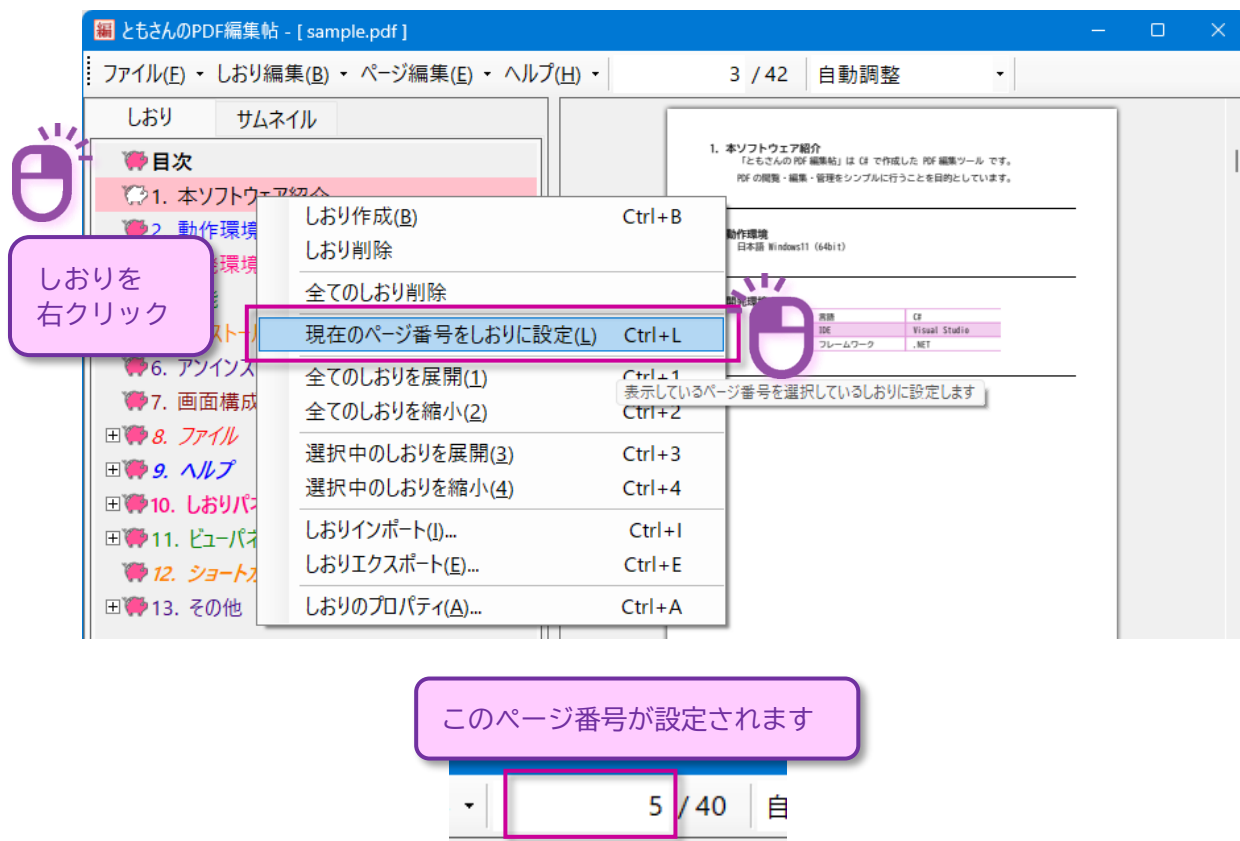 編 ともさんのPDF編集帖 - [ sample.pdf ]
ファイル(F) しおり編集(B) ページ編集(E) ヘルプ(H) 3 / 42 自動調整
しおり サムネイル
目次
1. 本ソフトウェア紹介
2. 動作環境
環境
6. アンインス
7. 画面構成
8. ファイル
9. ヘルプ
10. しおりパネ
11. ビューパネ
12. ショートカ
13. その他
しおりを
右クリック
しおり作成(B) Ctrl+B
しおり削除
全てのしおり削除
現在のページ番号をしおりに設定(L) Ctrl+L
全てのしおりを展開(1) Ctrl+1
全てのしおりを縮小(2) Ctrl+2
選択中のしおりを展開(3) Ctrl+3
選択中のしおりを縮小(4) Ctrl+4
しおりインポート(I)... Ctrl+I
しおりエクスポート(E)... Ctrl+E
しおりのプロパティ(A)... Ctrl+A
表示しているページ番号を選択しているしおりに設定します
1. 本ソフトウェア紹介
「ともさんの PDF 編集帖」は C# で作成した PDF 編集ツール です。
PDF の閲覧・編集・管理をシンプルに行うことを目的としています。
動作環境
日本語 Windows11 (64bit)
開発環境
言語 C#
IDE Visual Studio
フレームワーク .NET
このページ番号が設定されます
5 / 40 自